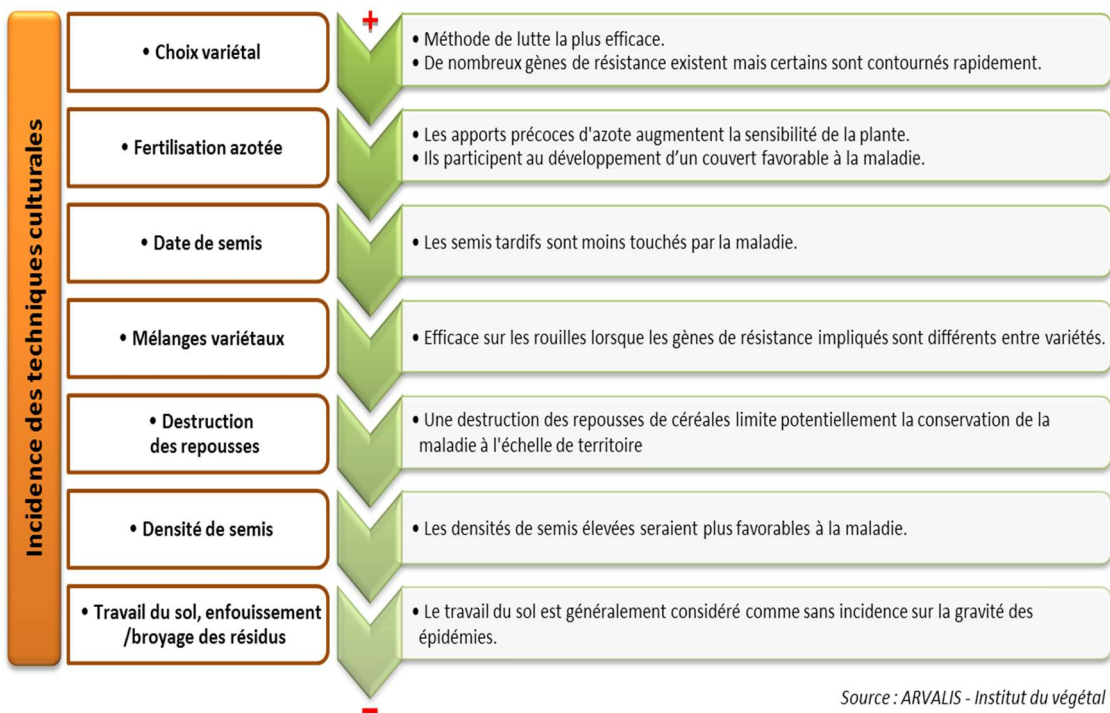 Incidence des techniques culturales
+
• Choix variétal
• Méthode de lutte la plus efficace.
• De nombreux gènes de résistance existent mais certains sont contournés rapidement.
• Fertilisation azotée
• Les apports précoces d'azote augmentent la sensibilité de la plante.
• Ils participent au développement d'un couvert favorable à la maladie.
• Date de semis
• Les semis tardifs sont moins touchés par la maladie.
• Mélanges variétaux
• Efficace sur les rouilles lorsque les gènes de résistance impliqués sont différents entre variétés.
• Destruction
des repousses
• Une destruction des repousses de céréales limite potentiellement la conservation de la
maladie à l'échelle de territoire
• Densité de semis
• Les densités de semis élevées seraient plus favorables à la maladie.
• Travail du sol, enfouissement
/broyage des résidus
• Le travail du sol est généralement considéré comme sans incidence sur la gravité des
épidémies.
-
Source : ARVALIS - Institut du végétal